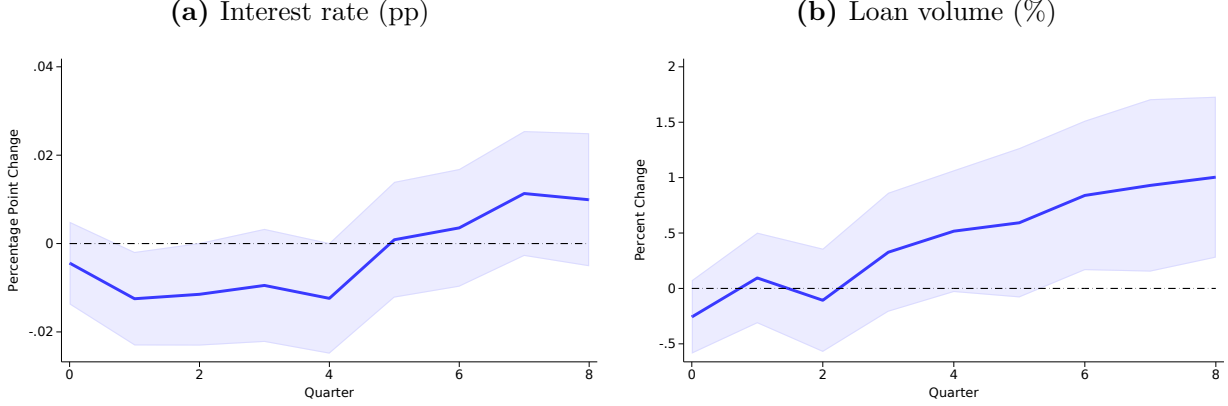 (a) Interest rate (pp)
.04
.02
0
-.02
Percentage Point Change
0 2 4 6 8
Quarter
(b) Loan volume (%)
2
1.5
1
.5
0
-.5
Percent Change
0 2 4 6 8
Quarter